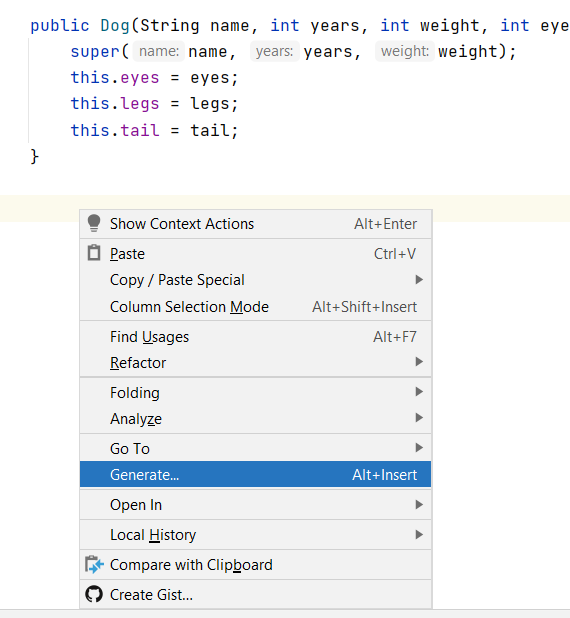 public Dog(String name, int years, int weight, int eye
super( name: name, years: years, weight: weight);
this.eyes = eyes;
this.legs = legs;
this.tail = tail;
}
Show Context Actions Alt+Enter
Paste Ctrl+V
Copy / Paste Special
Column Selection Mode Alt+Shift+Insert
Find Usages Alt+F7
Refactor
Folding
Analyze
Go To
Generate... Alt+Insert
Open In
Local History
Compare with Clipboard
Create Gist...